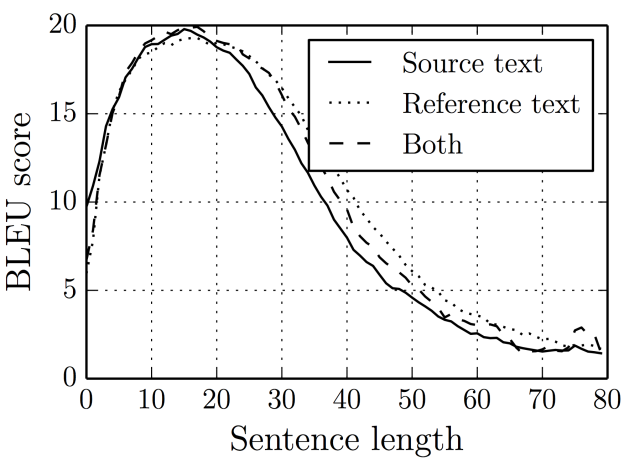 20
15
10
5
0
BLEU score
Source text
Reference text
Both
0 10 20 30 40 50 60 70 80
Sentence length